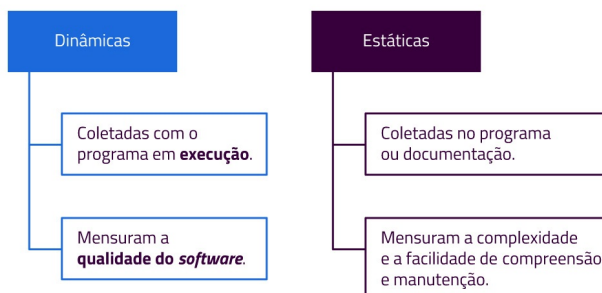 Dinâmicas
Coletadas com o
programa em execução.
Mensuram a
qualidade do software.
Estáticas
Coletadas no programa
ou documentação.
Mensuram a complexidade
e a facilidade de compreensão
e manutenção.